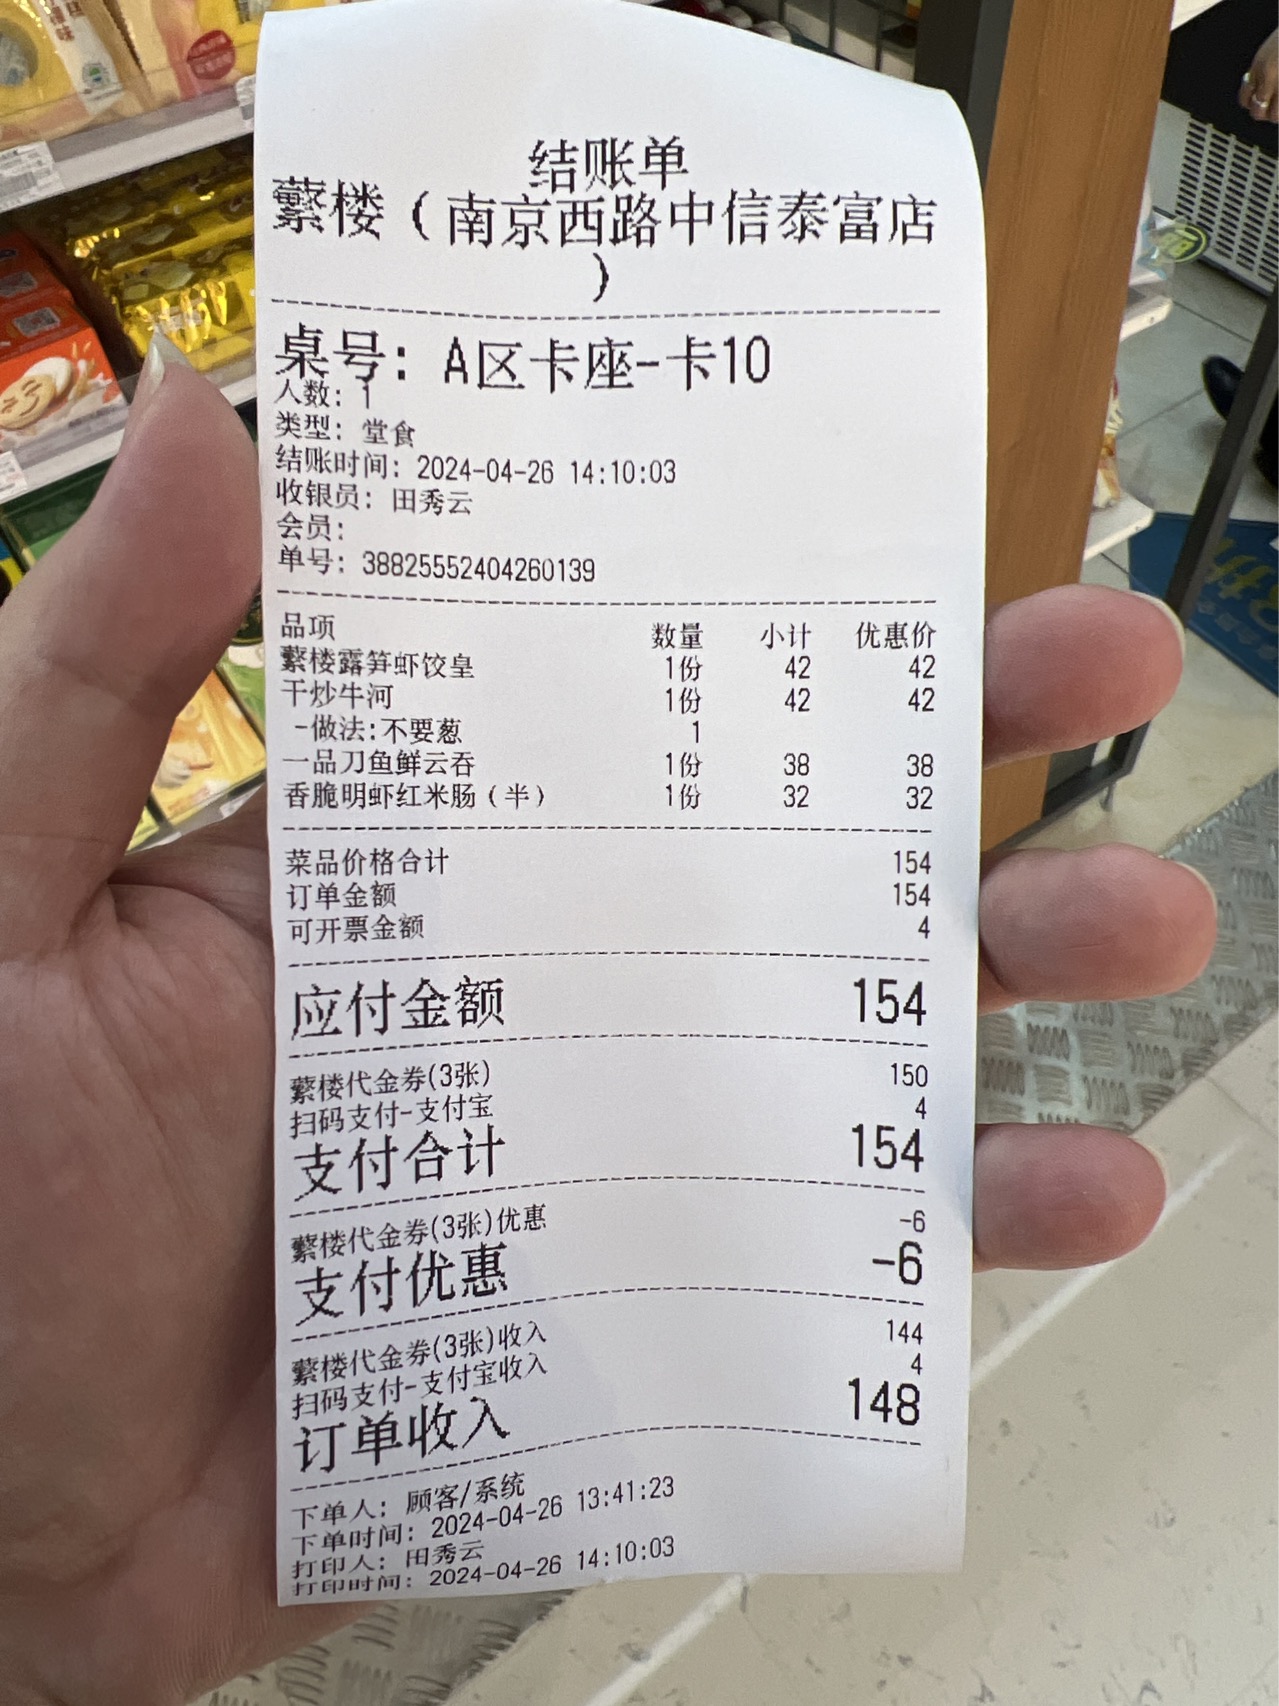 结账单
蘩楼（南京西路中信泰富店
）
桌号: A区卡座-卡10
人数: 1
类型: 堂食
结账时间: 2024-04-26 14:10:03
收银员: 田秀云
会员:
单号: 38825552404260139
品项 数量 小计 优惠价
蘩楼露笋虾饺皇 1份 42 42
干炒牛河 1份 42 42
-做法:不要葱 1
一品刀鱼鲜云吞 1份 38 38
香脆明虾红米肠（半） 1份 32 32
菜品价格合计 154
订单金额 154
可开票金额 4
应付金额 154
蘩楼代金券(3张) 150
扫码支付-支付宝 4
支付合计 154
蘩楼代金券(3张)优惠 -6
支付优惠 -6
蘩楼代金券(3张)收入 144
扫码支付-支付宝收入 4
订单收入 148
下单人: 顾客/系统
下单时间: 2024-04-26 13:41:23
打印人: 田秀云
打印时间: 2024-04-26 14:10:03